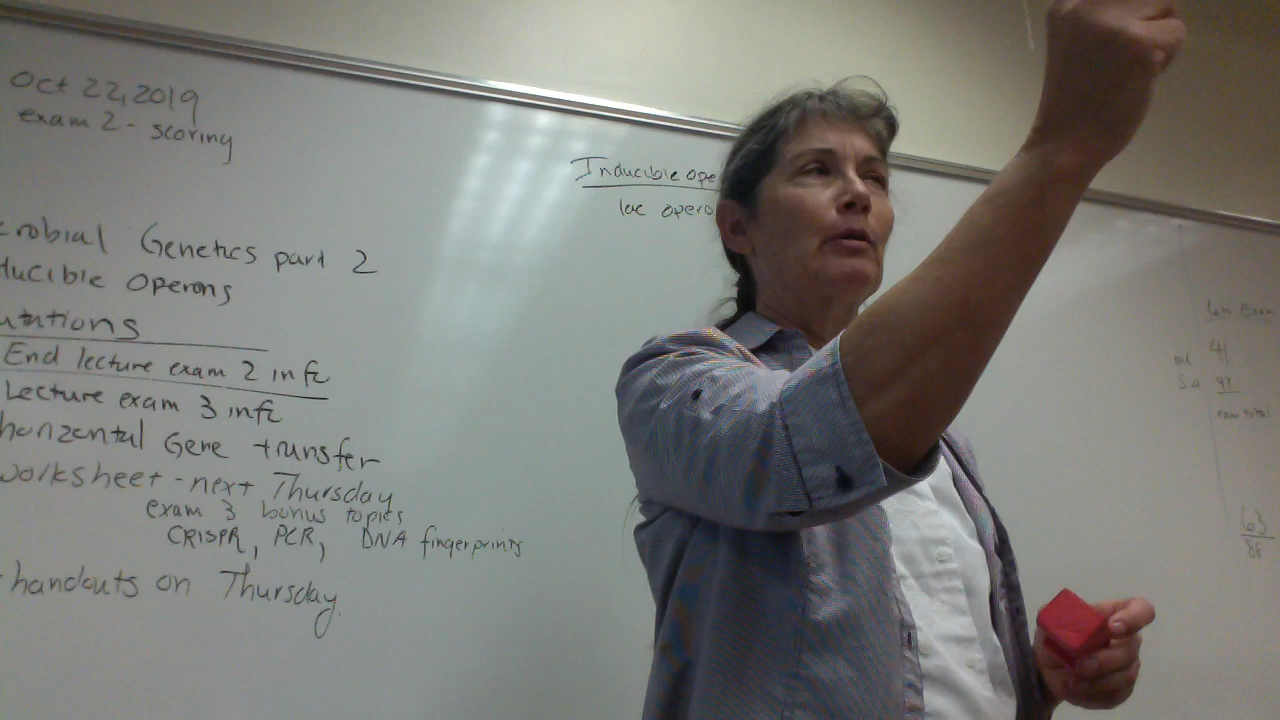 Oct 22, 2019
exam 2 - scoring
crobial Genetics part 2
ducible Operons
utations
End lecture exam 2 info
Lecture exam 3 info
horizontal Gene transfer
worksheet - next Thursday
exam 3 bonus topics
CRISPR, PCR, DNA fingerprints
- handouts on Thursday
Inducible ope
lac opero
41
raw total
63